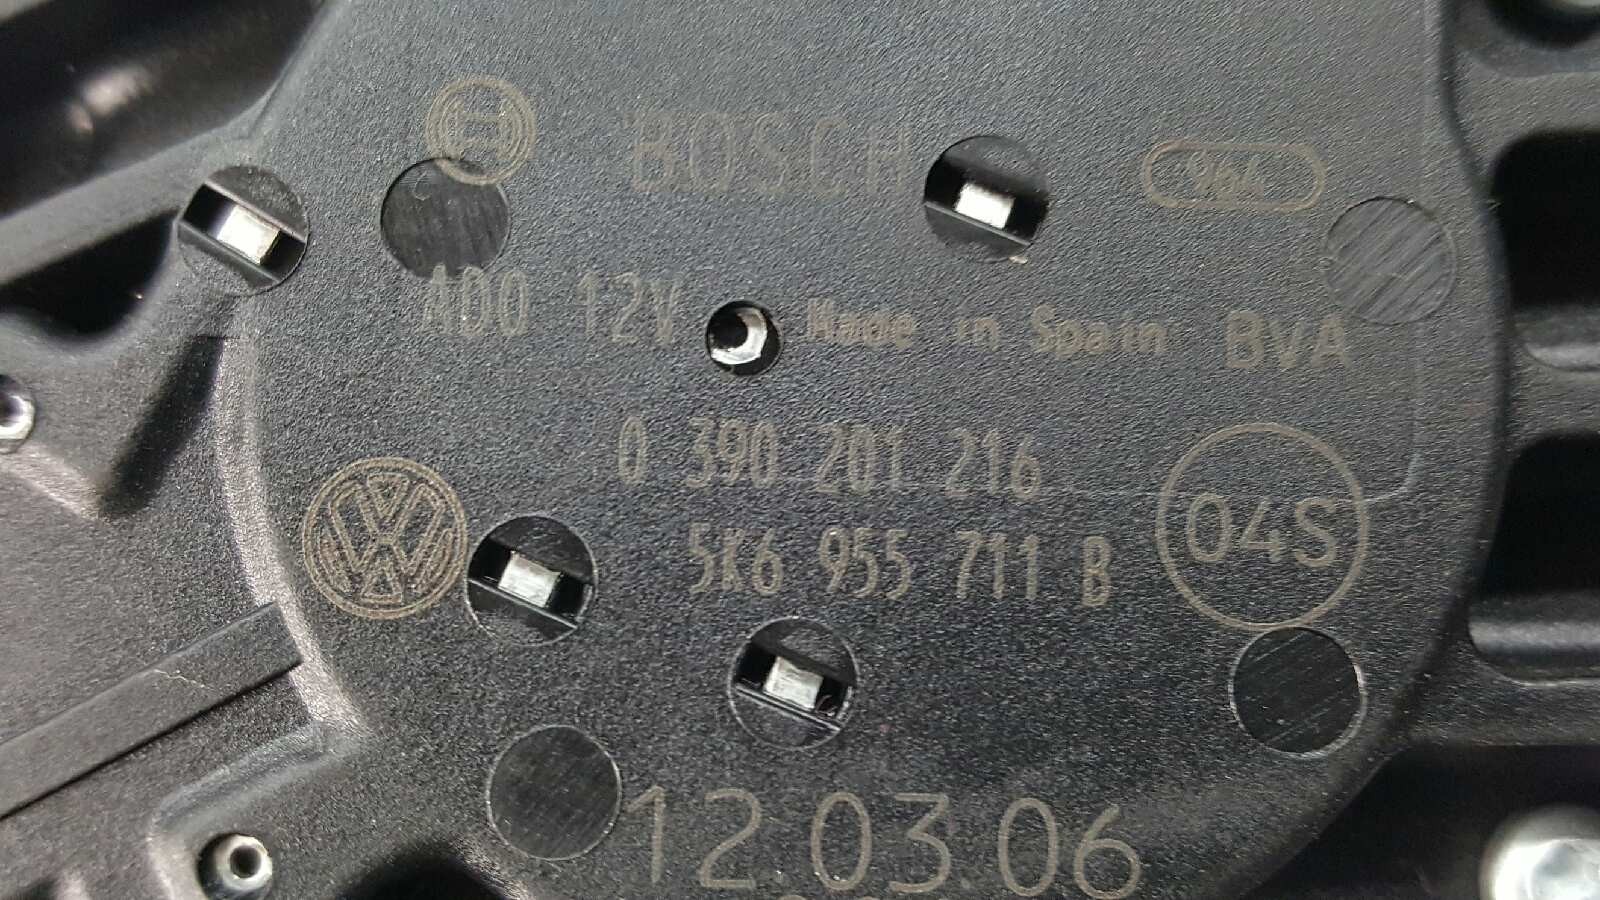 BOSCH
AD0 12V Made in Spain BVA
0 390 201 216
5K6 955 711 B
04S
12.03.06